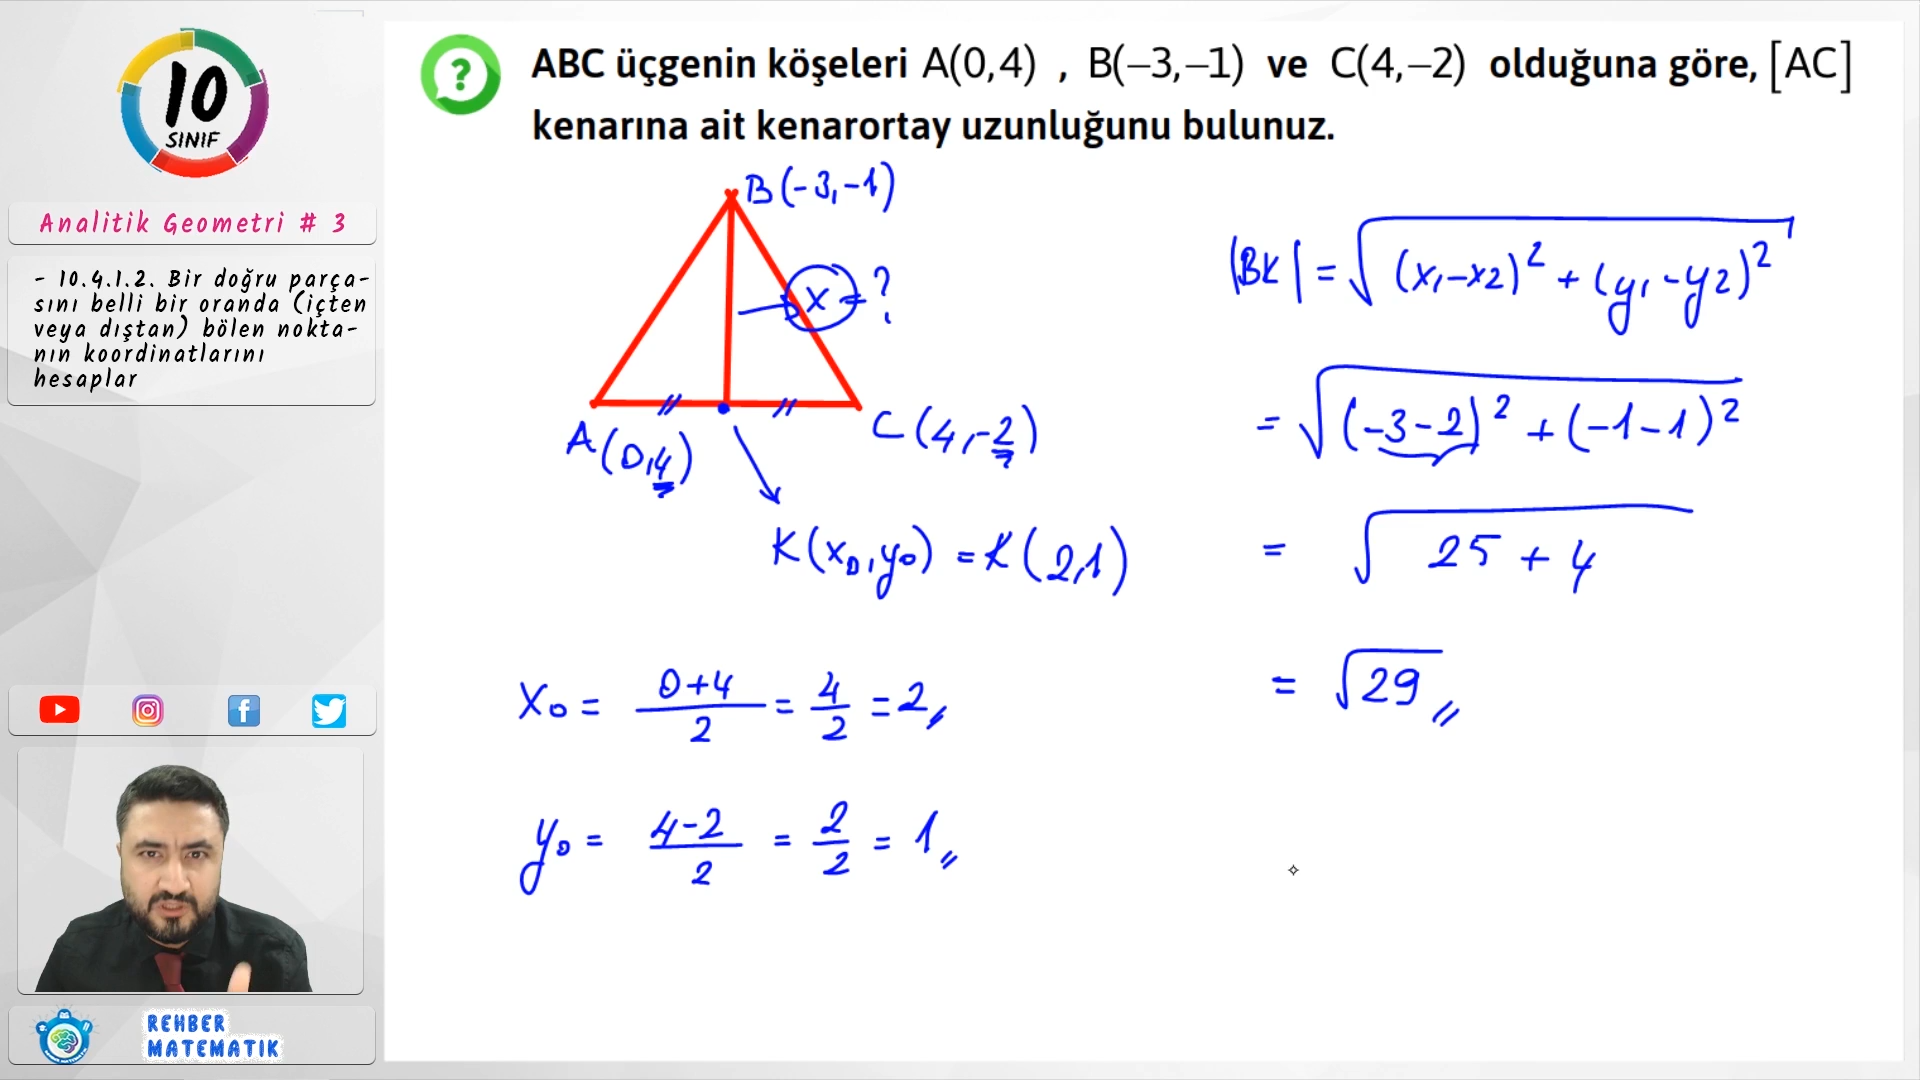 10
SINIF
Analitik Geometri # 3
- 10.4.1.2. Bir doğru parça-
sını belli bir oranda (içten
veya dıştan) bölen nokta-
nın koordinatlarını
hesaplar
REHBER
MATEMATIK
?
ABC üçgenin köşeleri A(0,4) , B(−3,−1) ve C(4,−2) olduğuna göre, [AC]
kenarına ait kenarortay uzunluğunu bulunuz.
B(-3,-1)
x = ?
A(0,4)
C(4,-2)
K(x₀,y₀) = K(2,1)
x₀ = (0+4)/2 = 4/2 = 2,,
y₀ = (4-2)/2 = 2/2 = 1,,
|BK| = √((x₁-x₂)² + (y₁-y₂)²)
= √((-3-2)² + (-1-1)²)
= √(25 + 4)
= √29,,